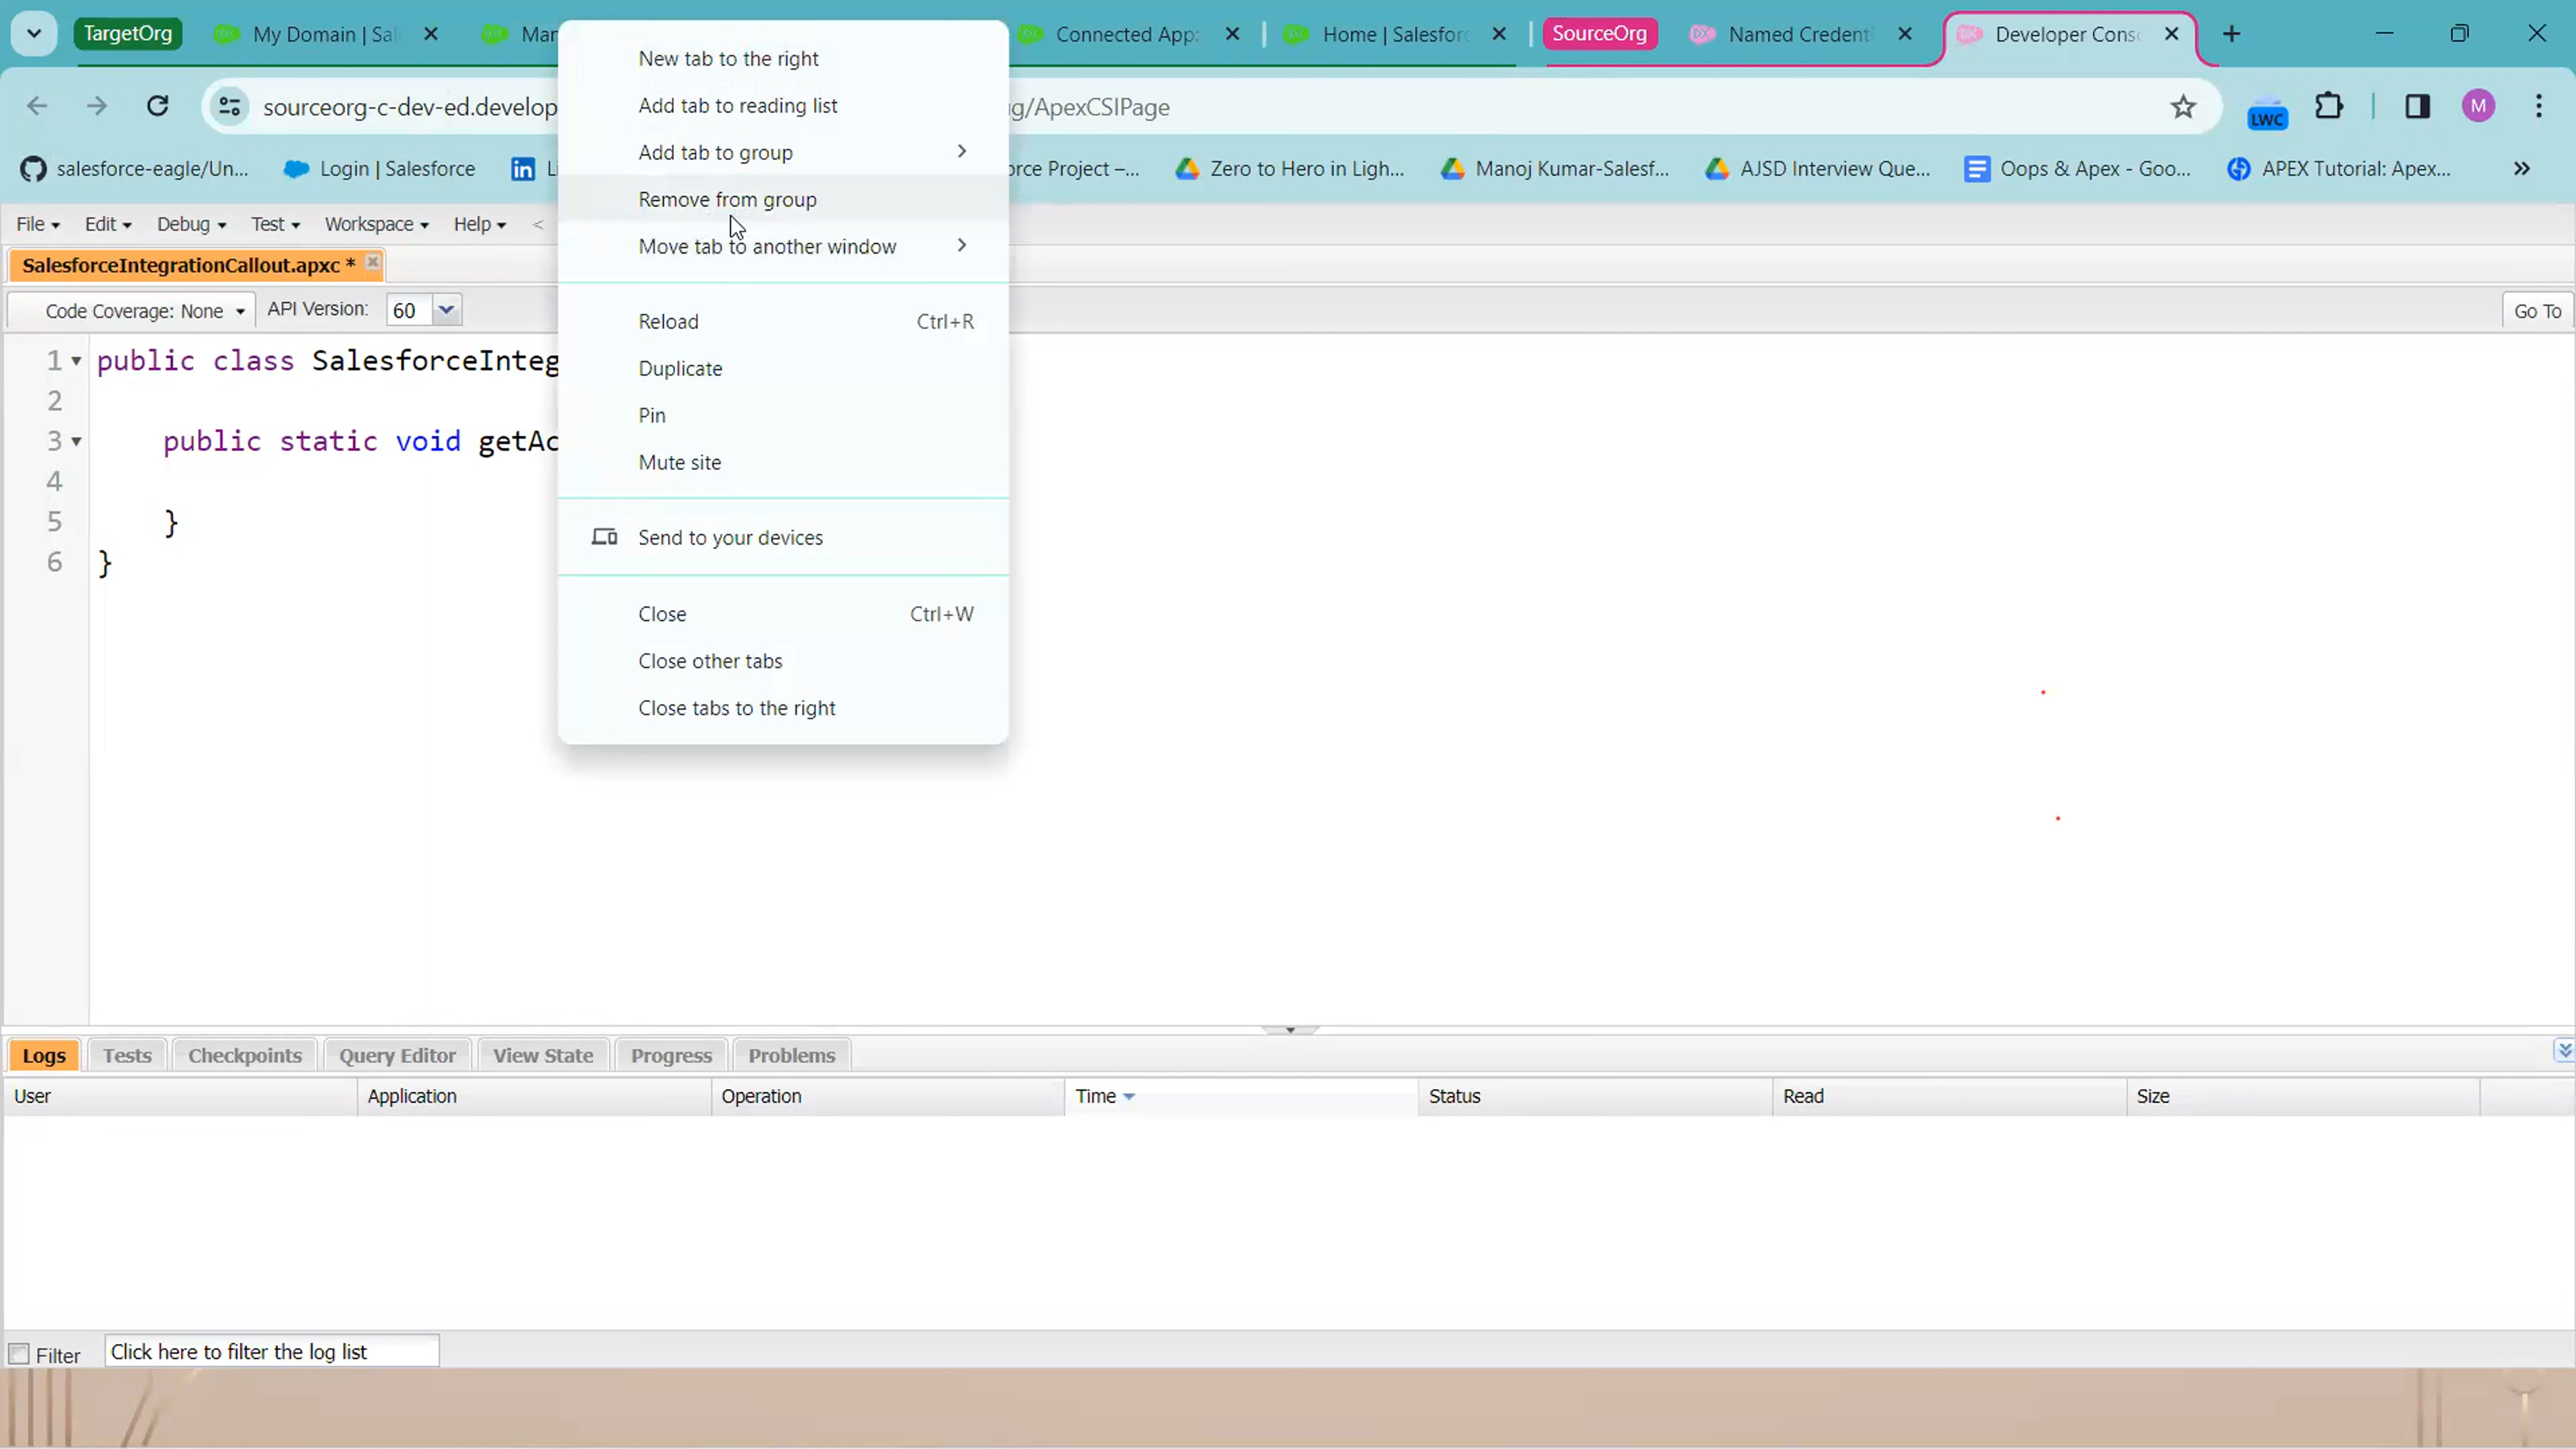 TargetOrg My Domain | Sa Mar Connected App: Home | Salesforc SourceOrg Named Credent Developer Cons
sourceorg-c-dev-ed.develop g/ApexCSIPage LWC M
salesforce-eagle/Un... Login | Salesforce in Li orce Project –... Zero to Hero in Ligh... Manoj Kumar-Salesf... AJSD Interview Que... Oops & Apex - Goo... APEX Tutorial: Apex... »
File Edit Debug Test Workspace Help <
SalesforceIntegrationCallout.apxc *
Code Coverage: None API Version: 60 Go To
1 public class SalesforceInteg
2
3 public static void getAc
4
5 }
6 }
New tab to the right
Add tab to reading list
Add tab to group
Remove from group
Move tab to another window
Reload Ctrl+R
Duplicate
Pin
Mute site
Send to your devices
Close Ctrl+W
Close other tabs
Close tabs to the right
Logs Tests Checkpoints Query Editor View State Progress Problems
User Application Operation Time Status Read Size
Filter Click here to filter the log list